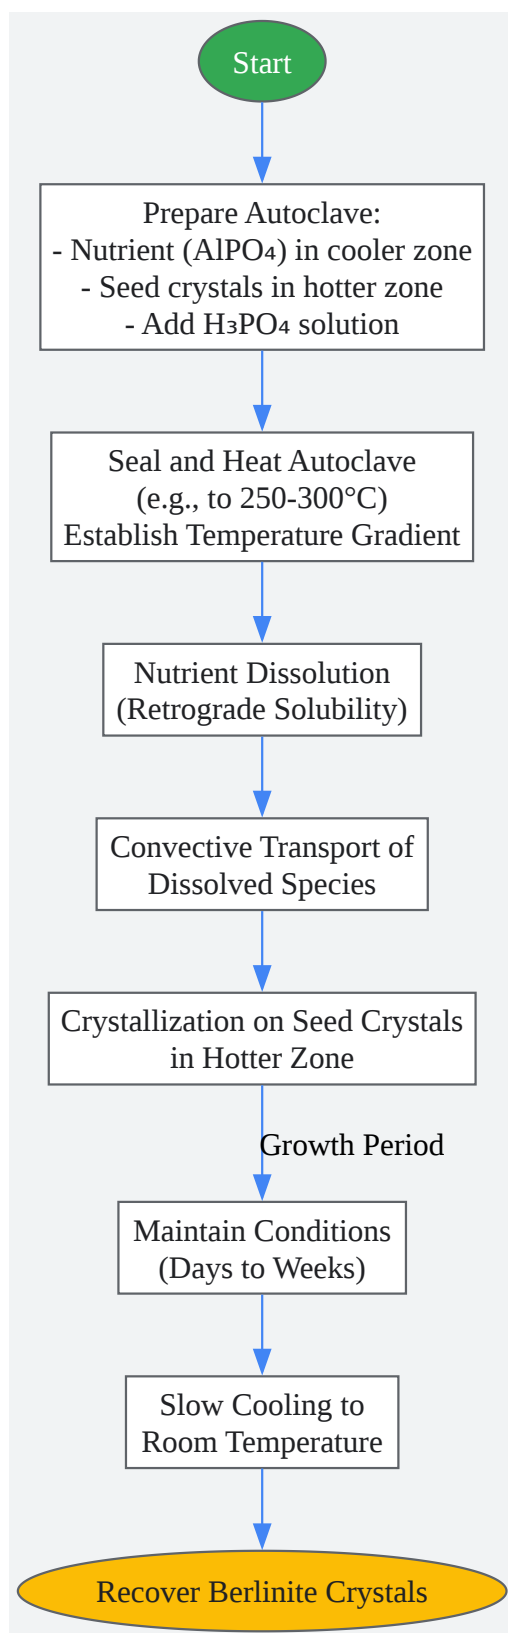 Start
Prepare Autoclave:
- Nutrient (AlPO₄) in cooler zone
- Seed crystals in hotter zone
- Add H₃PO₄ solution
Seal and Heat Autoclave
(e.g., to 250-300°C)
Establish Temperature Gradient
Nutrient Dissolution
(Retrograde Solubility)
Convective Transport of
Dissolved Species
Crystallization on Seed Crystals
in Hotter Zone
Growth Period
Maintain Conditions
(Days to Weeks)
Slow Cooling to
Room Temperature
Recover Berlinite Crystals